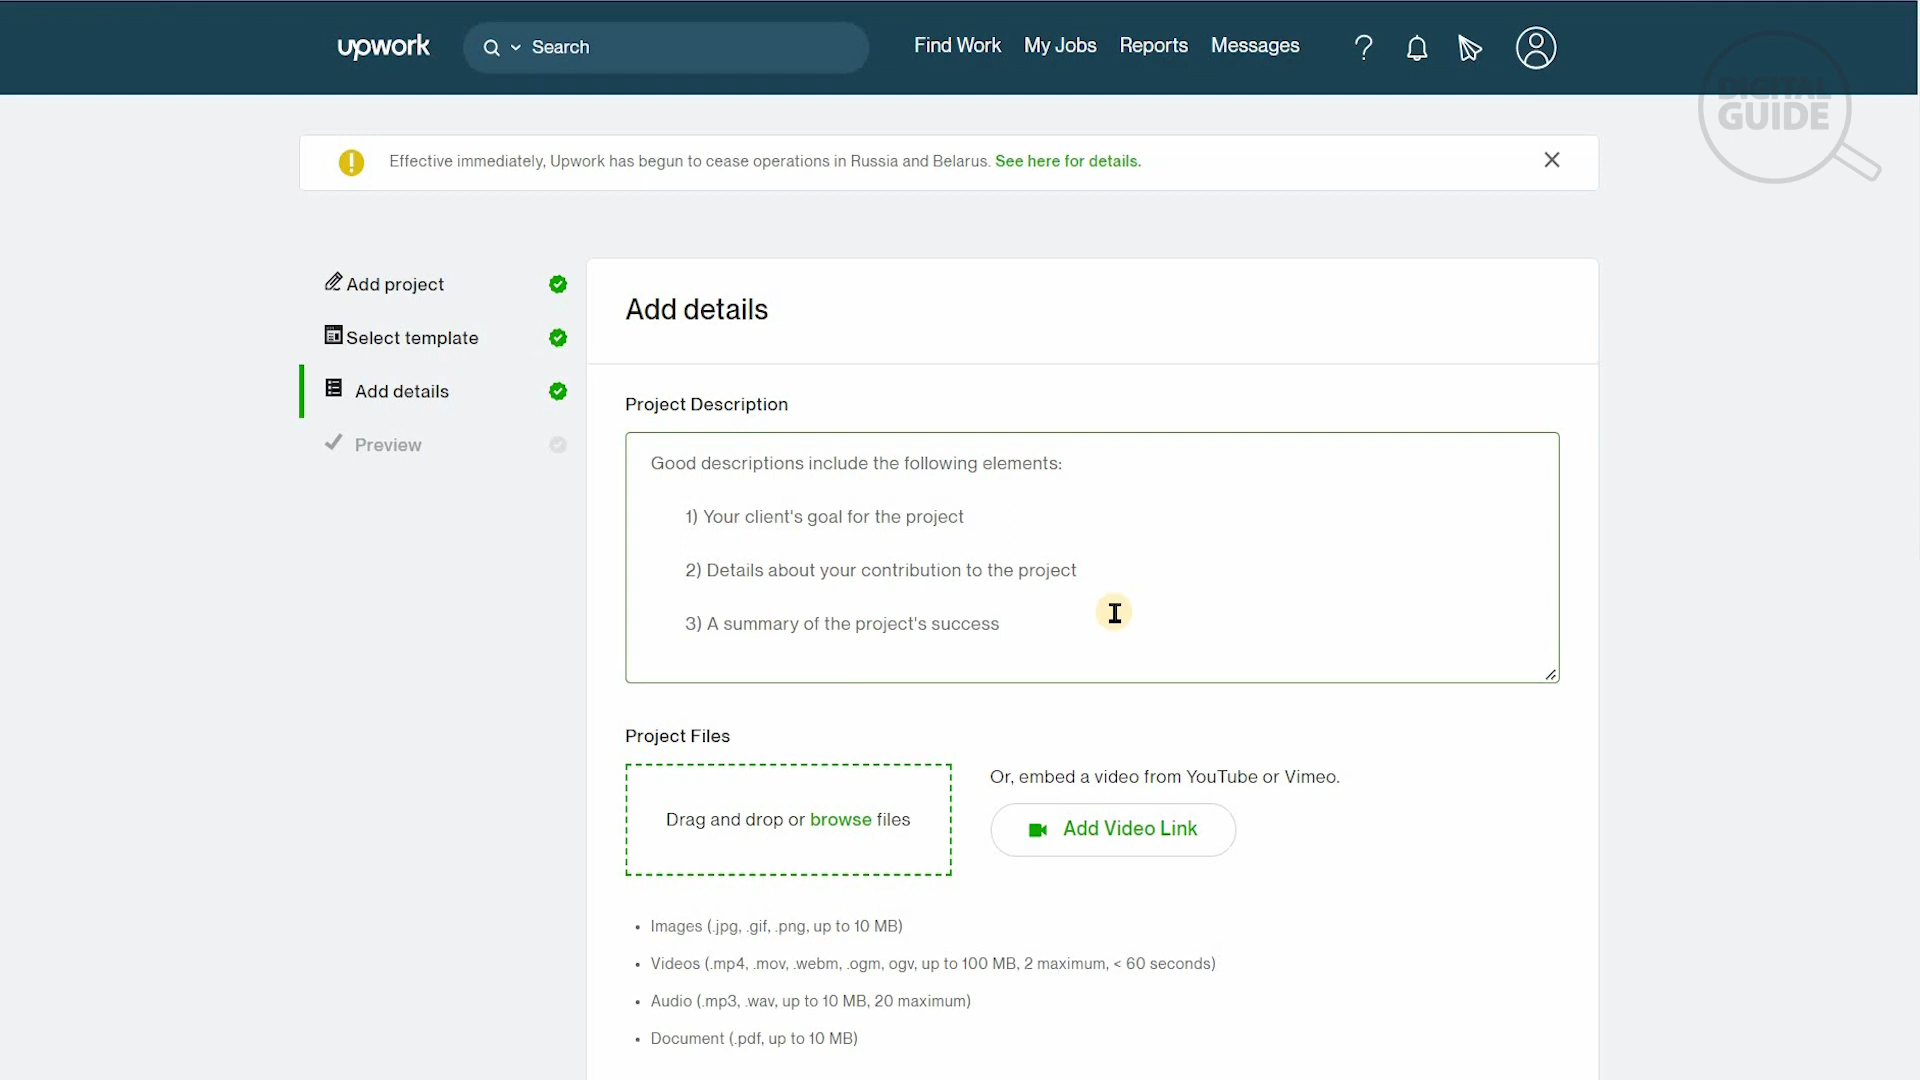 upwork
Search
Find Work
My Jobs
Reports
Messages
DIGITAL
GUIDE
Effective immediately, Upwork has begun to cease operations in Russia and Belarus. See here for details.
Add project
Select template
Add details
Preview
Add details
Project Description
Good descriptions include the following elements:
1) Your client's goal for the project
2) Details about your contribution to the project
3) A summary of the project's success
Project Files
Drag and drop or browse files
Or, embed a video from YouTube or Vimeo.
Add Video Link
• Images (.jpg, .gif, .png, up to 10 MB)
• Videos (.mp4, .mov, .webm, .ogm, ogv, up to 100 MB, 2 maximum, < 60 seconds)
• Audio (.mp3, .wav, up to 10 MB, 20 maximum)
• Document (.pdf, up to 10 MB)